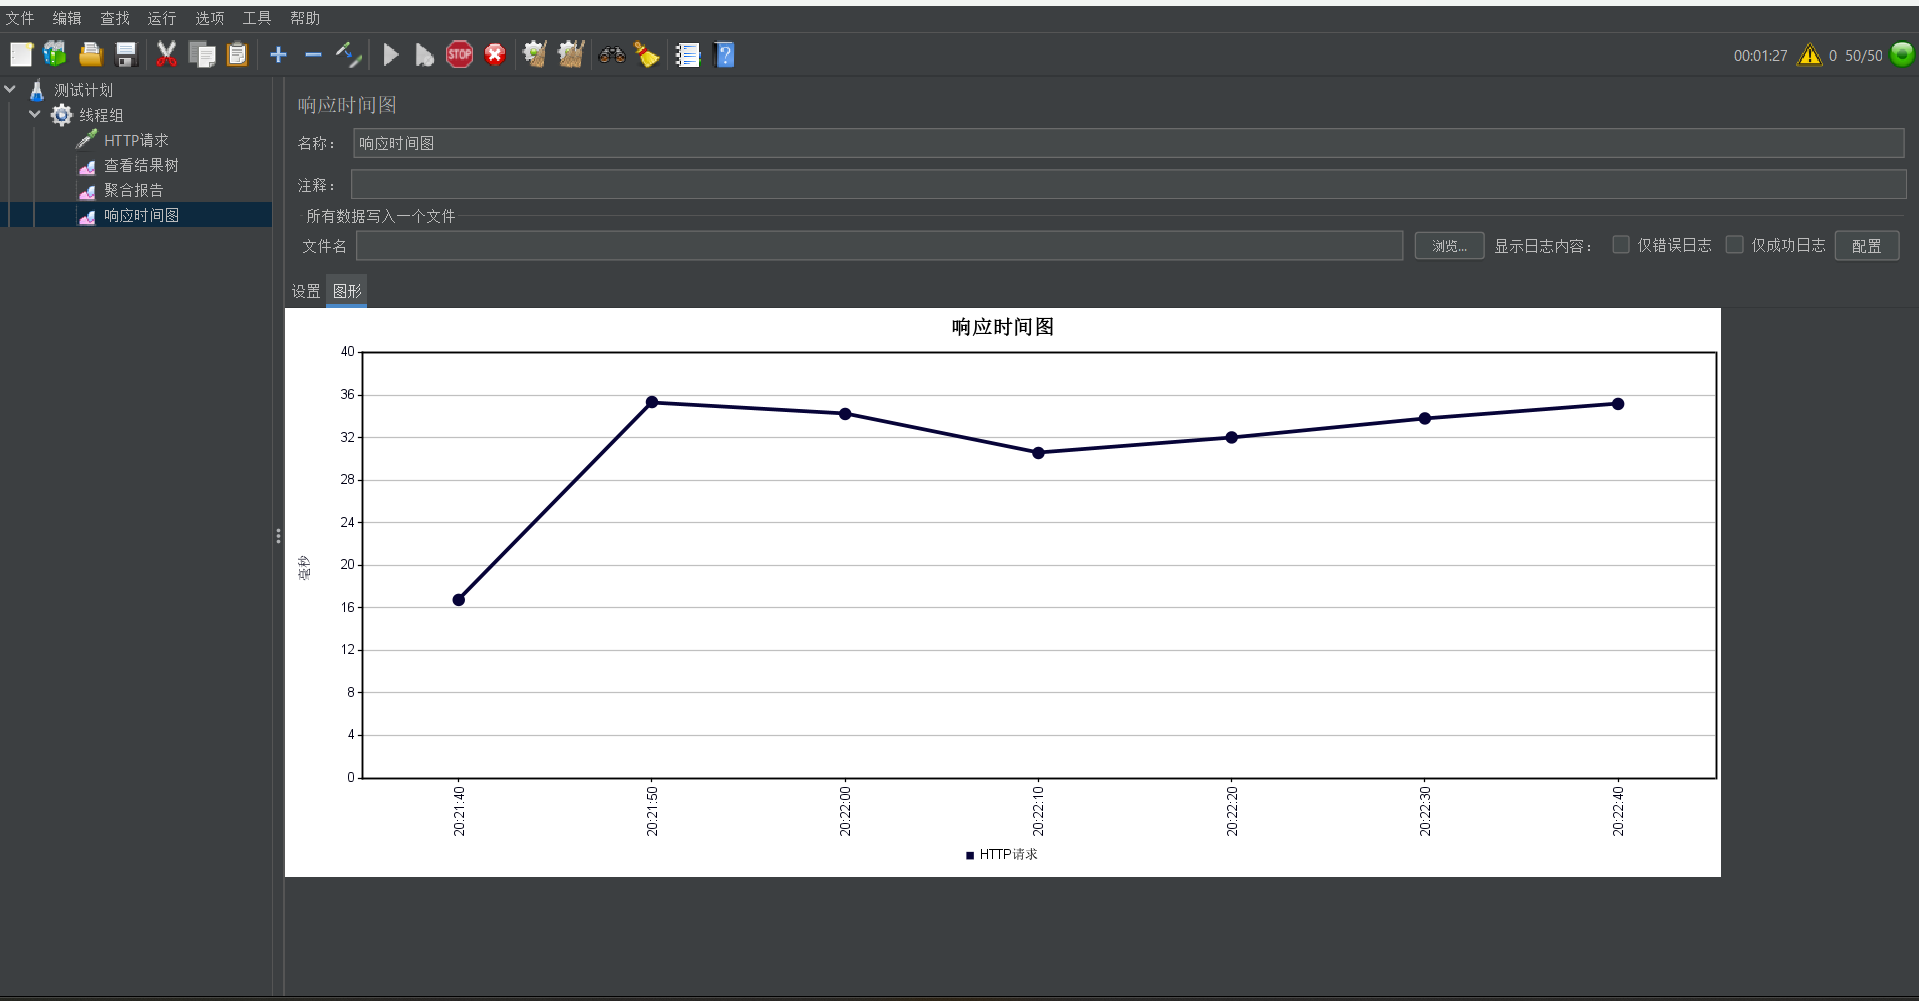 文件 编辑 查找 运行 选项 工具 帮助
STOP
?
00:01:27 0 50/50
测试计划
线程组
HTTP请求
查看结果树
聚合报告
响应时间图
响应时间图
名称： 响应时间图
注释：
所有数据写入一个文件
文件名 浏览... 显示日志内容： 仅错误日志 仅成功日志 配置
设置 图形
响应时间图
40
36
32
28
24
20
16
12
8
4
0
毫秒
20:21:40 20:21:50 20:22:00 20:22:10 20:22:20 20:22:30 20:22:40
HTTP请求